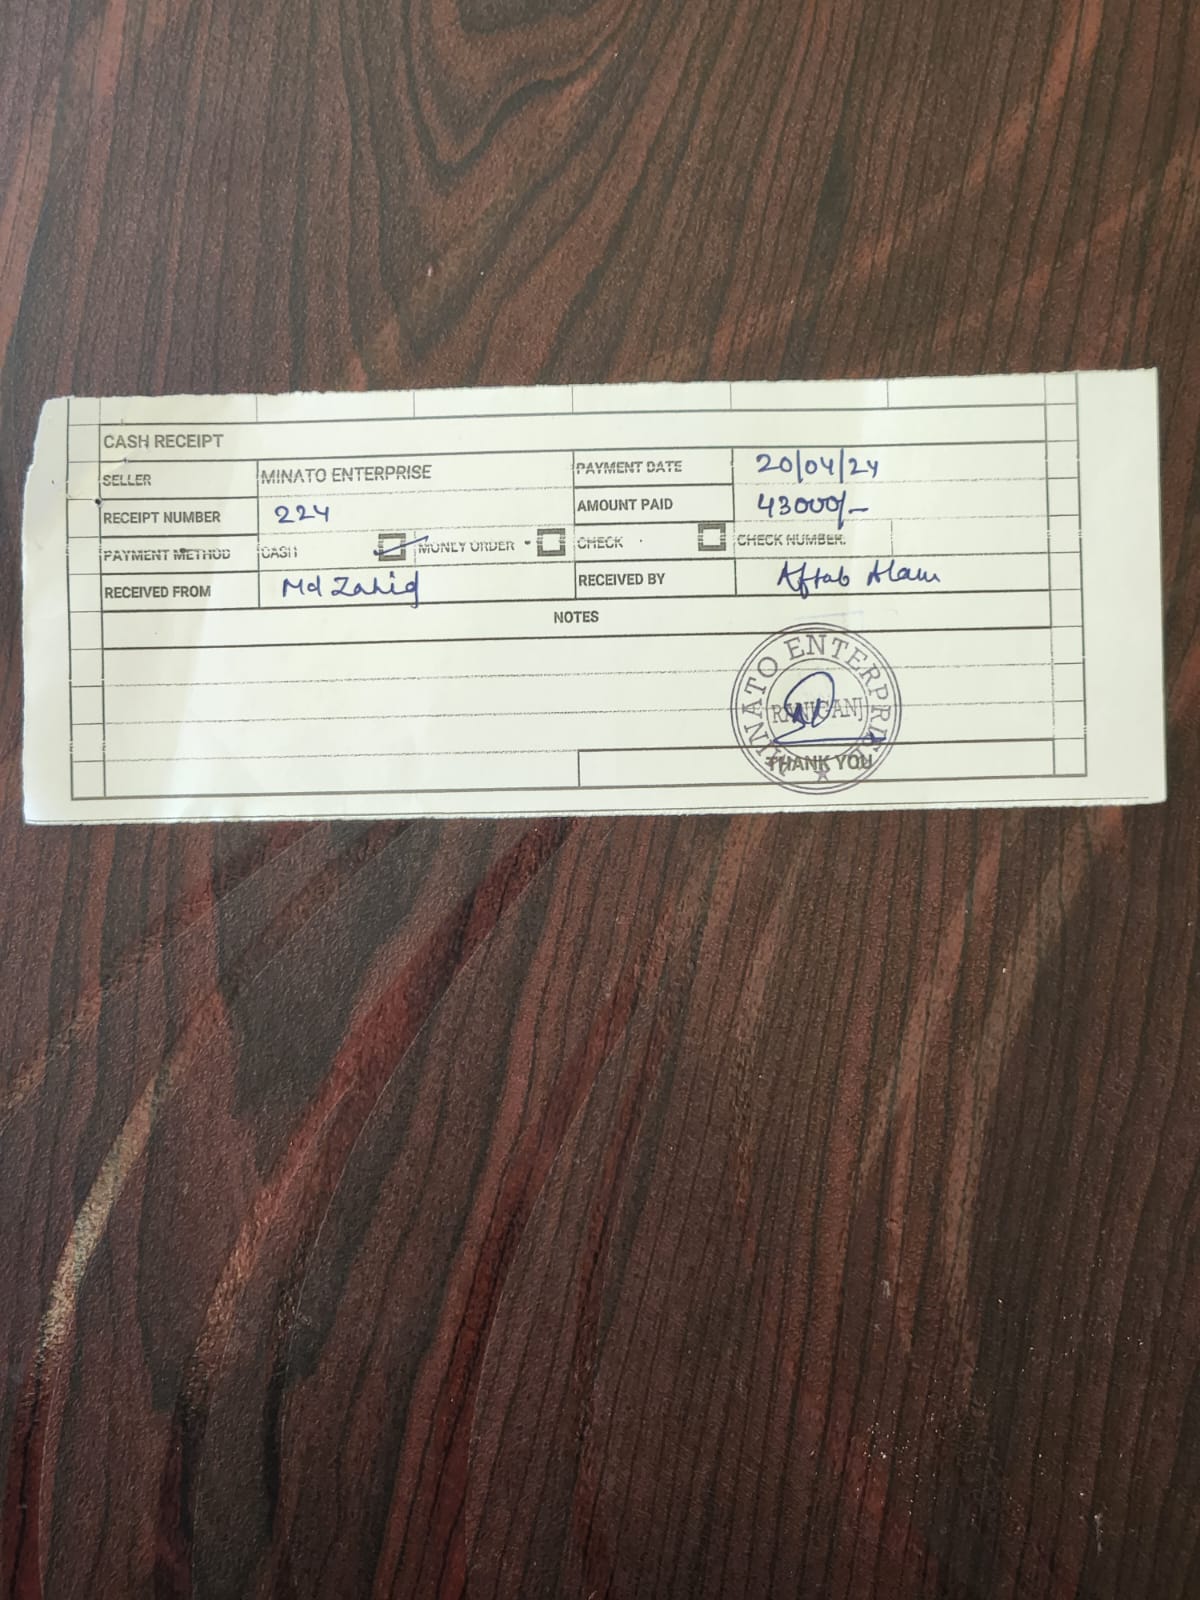 CASH RECEIPT
SELLER MINATO ENTERPRISE PAYMENT DATE 20/04/24
RECEIPT NUMBER 224 AMOUNT PAID 43000/-
PAYMENT METHOD CASH MONEY ORDER CHECK CHECK NUMBER:
RECEIVED FROM Md Zahid RECEIVED BY Aftab Alam
NOTES
MINATO ENTERPRISE
RANIGANJ
THANK YOU